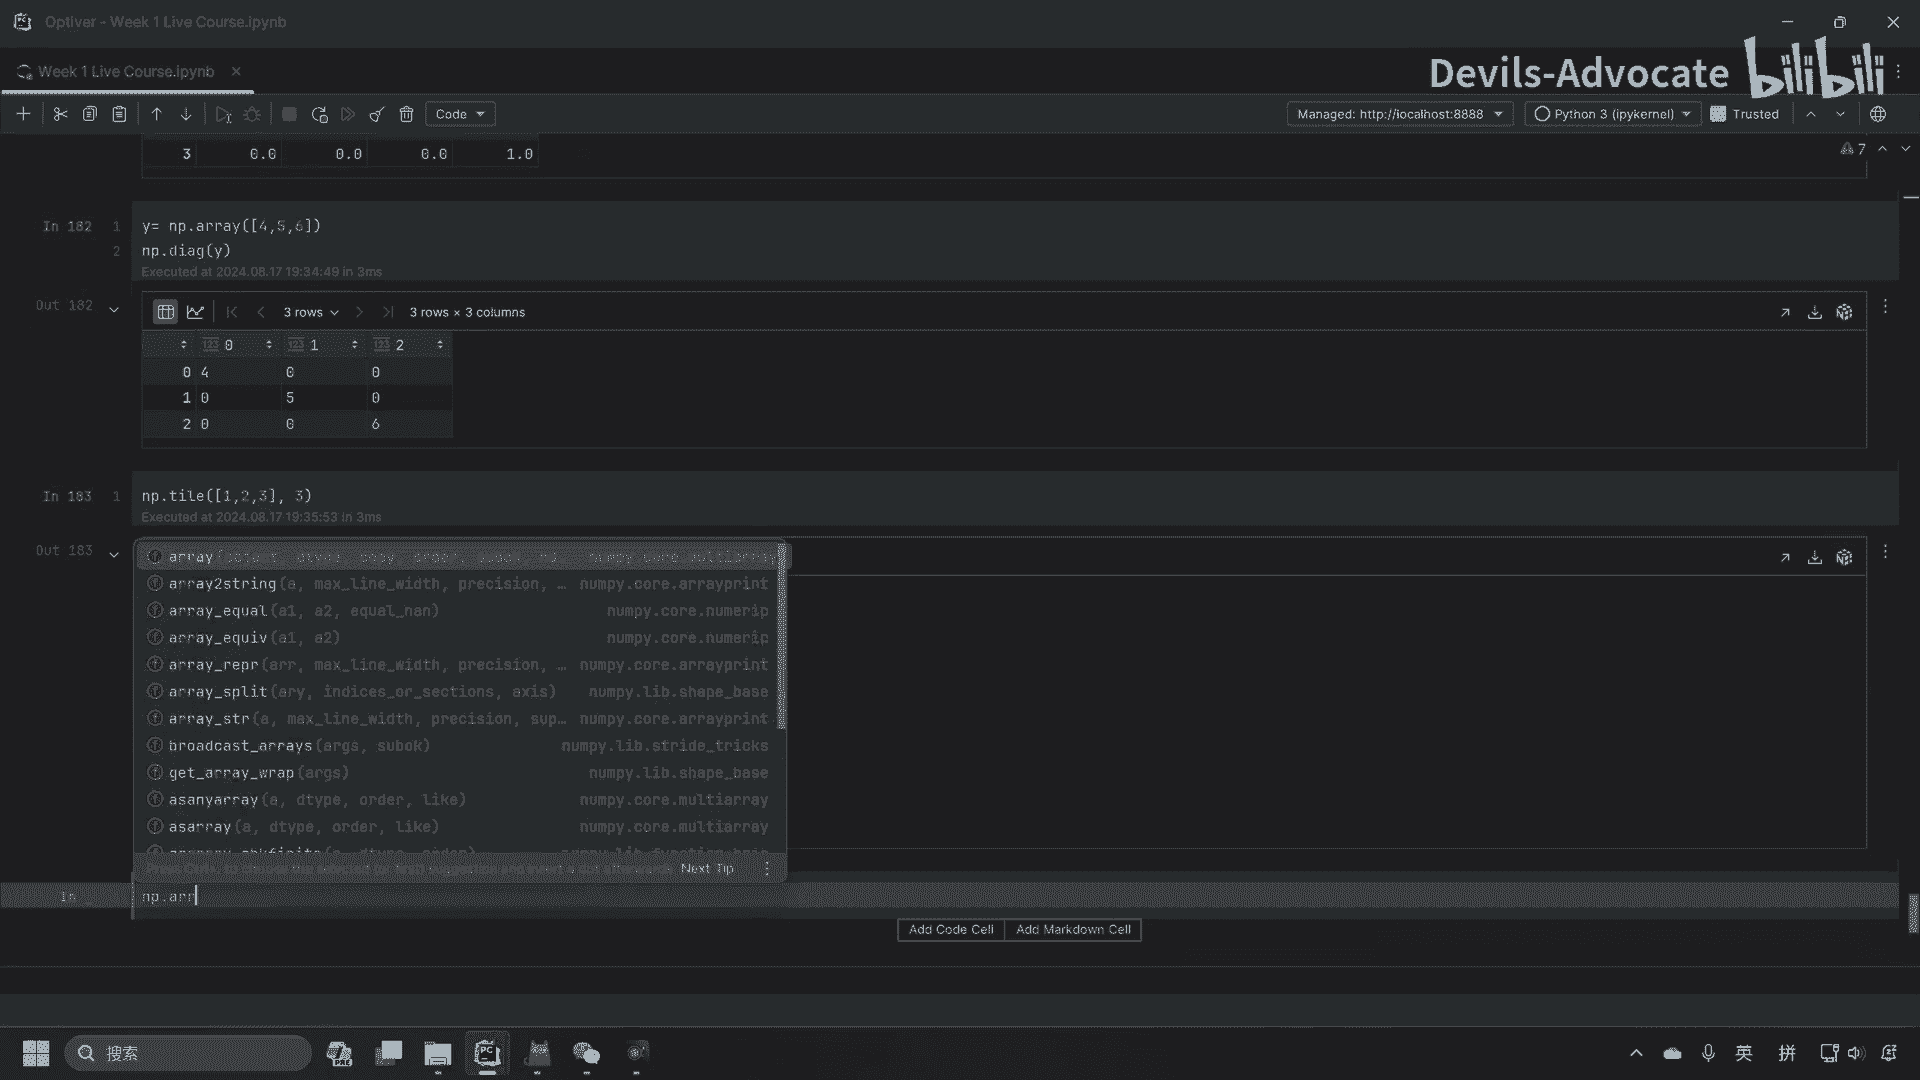 Optiver - Week 1 Live Course.ipynb
Week 1 Live Course.ipynb
Devils-Advocate bilibili
Code
Managed: http://localhost:8888
Python 3 (ipykernel)
Trusted
3 0.0 0.0 0.0 1.0
7
In 182 1 y= np.array([4,5,6])
2 np.diag(y)
Executed at 2024.08.17 19:34:49 in 3ms
Out 182
3 rows
3 rows × 3 columns
123 0 123 1 123 2
0 4 0 0
1 0 5 0
2 0 0 6
In 183 1 np.tile([1,2,3], 3)
Executed at 2024.08.17 19:35:53 in 3ms
Out 183
array numpy.core.multiarray
array2string(a, max_line_width, precision, … numpy.core.arrayprint
array_equal(a1, a2, equal_nan) numpy.core.numeric
array_equiv(a1, a2) numpy.core.numeric
array_repr(arr, max_line_width, precision, … numpy.core.arrayprint
array_split(ary, indices_or_sections, axis) numpy.lib.shape_base
array_str(a, max_line_width, precision, sup… numpy.core.arrayprint
broadcast_arrays(args, subok) numpy.lib.stride_tricks
get_array_wrap(args) numpy.lib.shape_base
asanyarray(a, dtype, order, like) numpy.core.multiarray
asarray(a, dtype, order, like) numpy.core.multiarray
Next Tip
In np.arr
Add Code Cell
Add Markdown Cell
搜索
英
拼